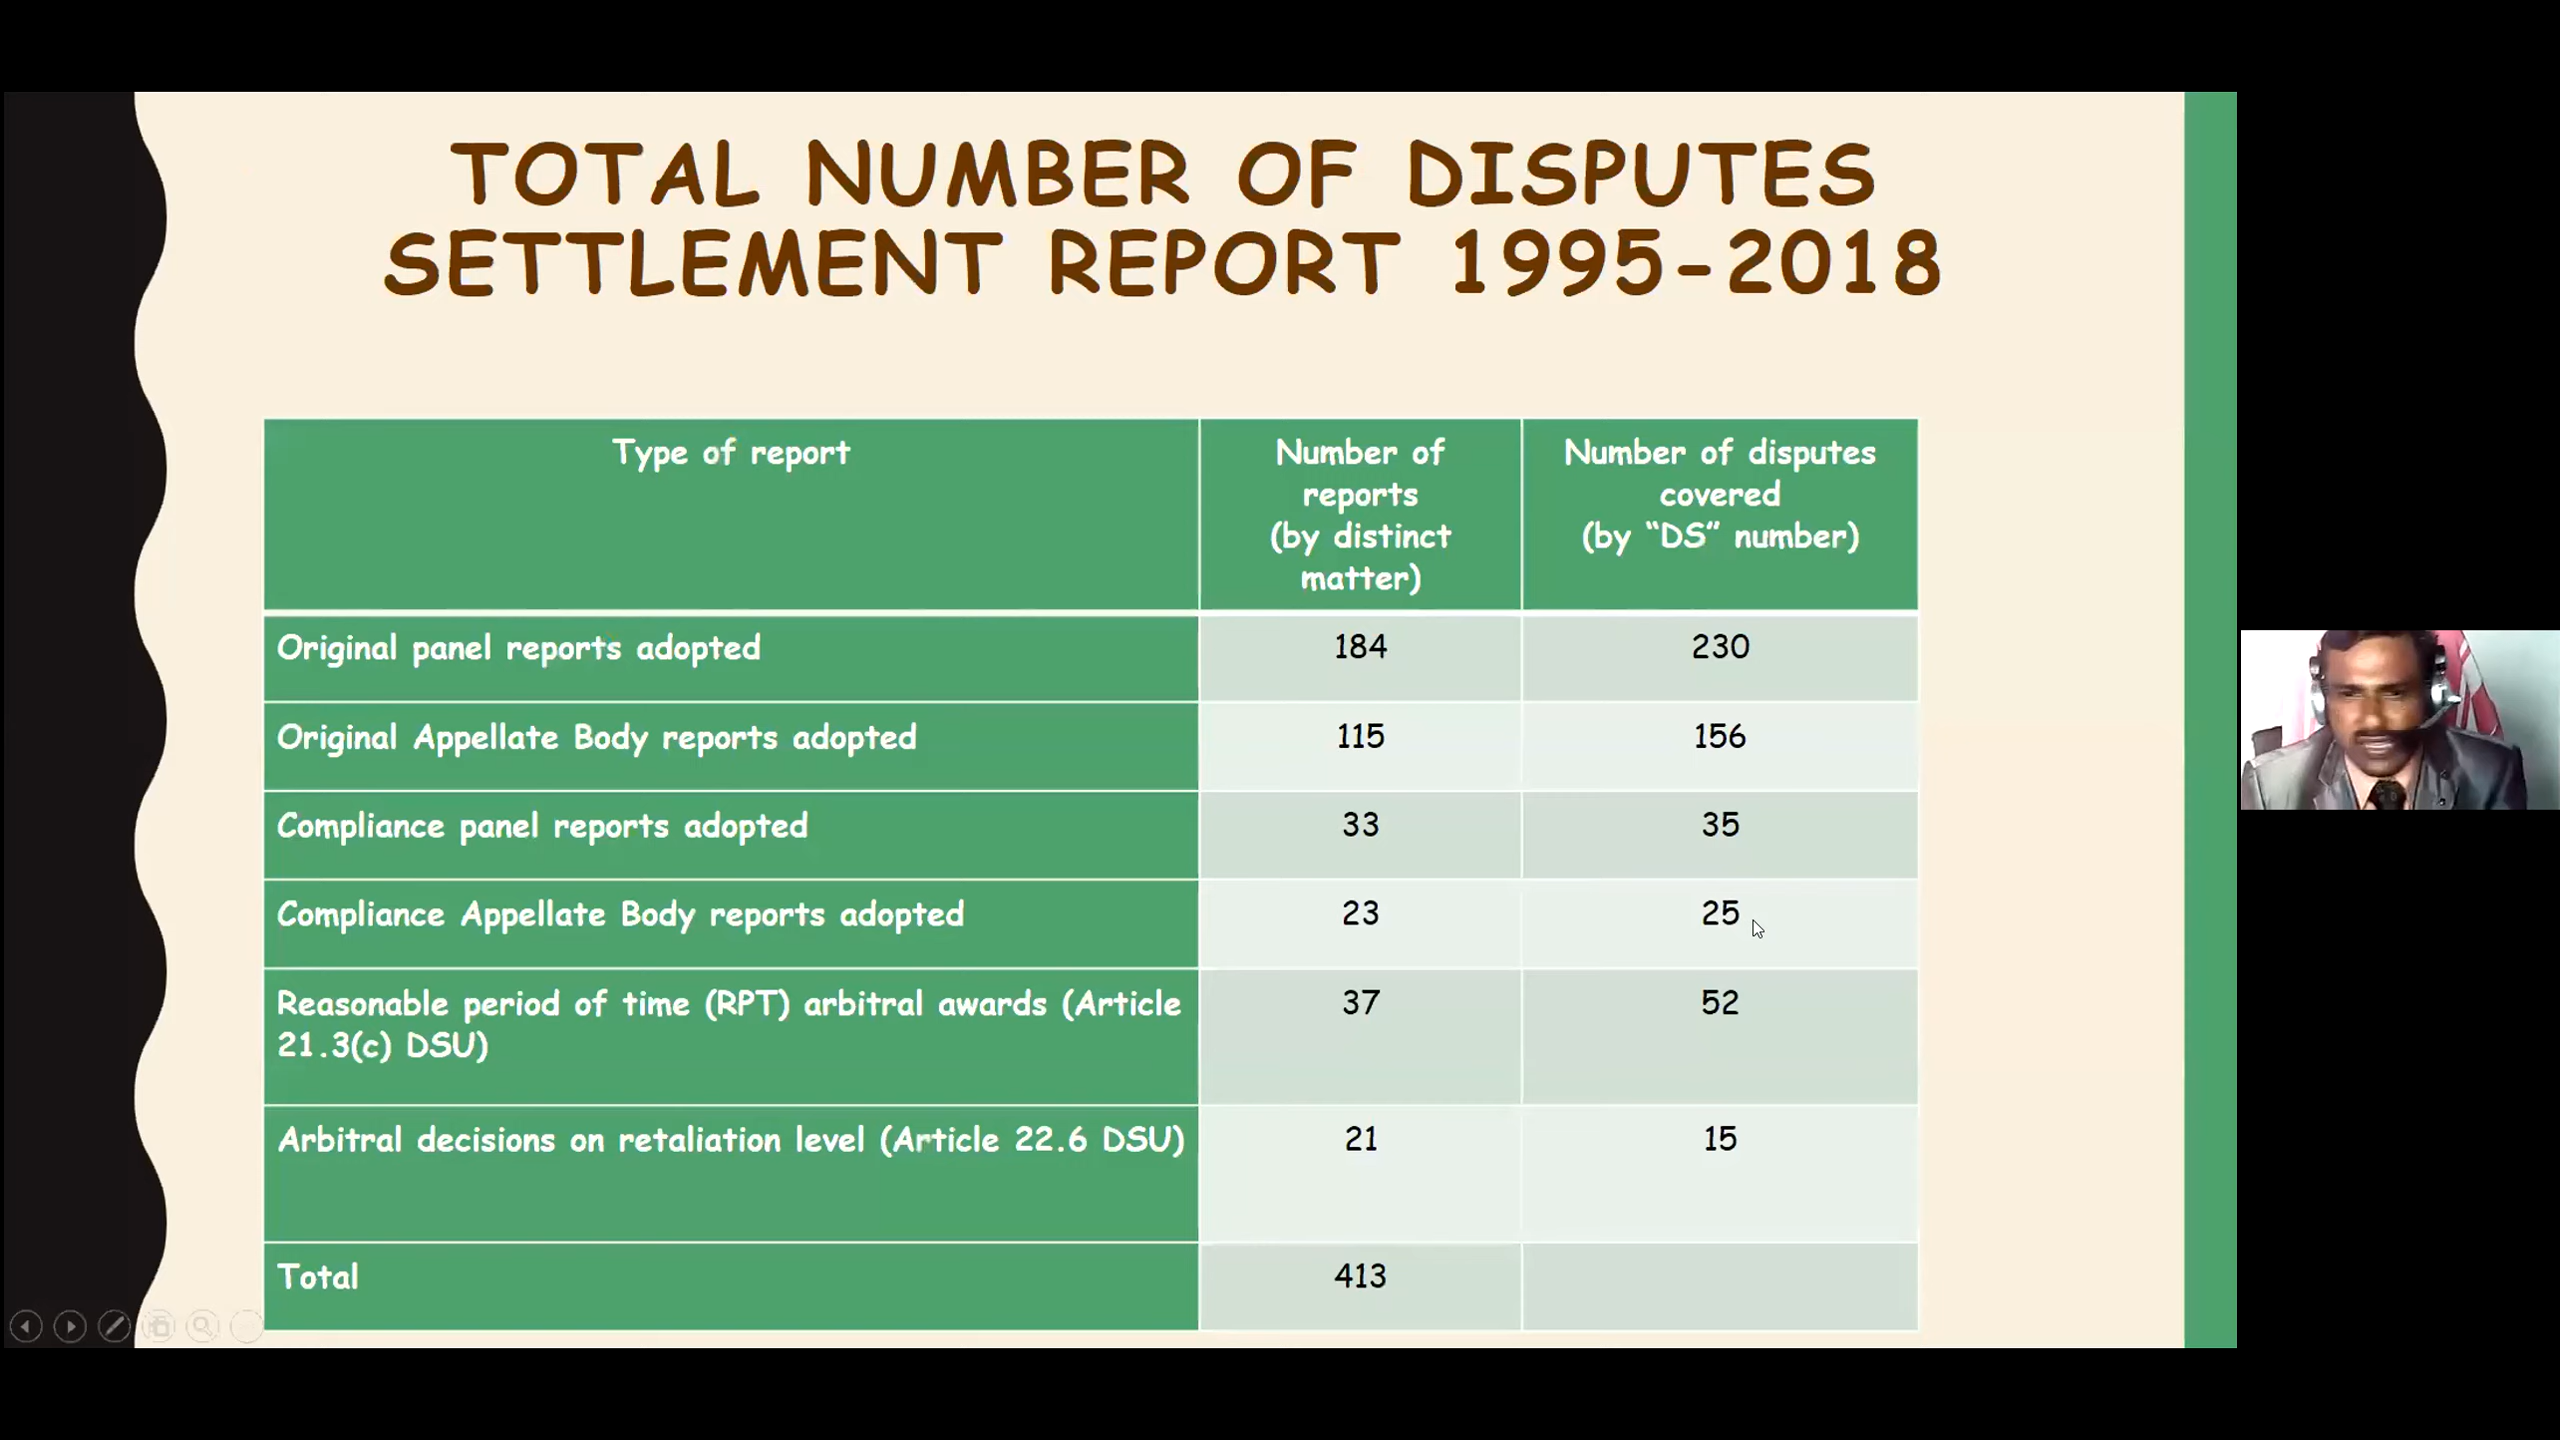 TOTAL NUMBER OF DISPUTES
SETTLEMENT REPORT 1995-2018
Type of report
Number of
reports
(by distinct
matter)
Number of disputes
covered
(by “DS” number)
Original panel reports adopted
184
230
Original Appellate Body reports adopted
115
156
Compliance panel reports adopted
33
35
Compliance Appellate Body reports adopted
23
25
Reasonable period of time (RPT) arbitral awards (Article
21.3(c) DSU)
37
52
Arbitral decisions on retaliation level (Article 22.6 DSU)
21
15
Total
413